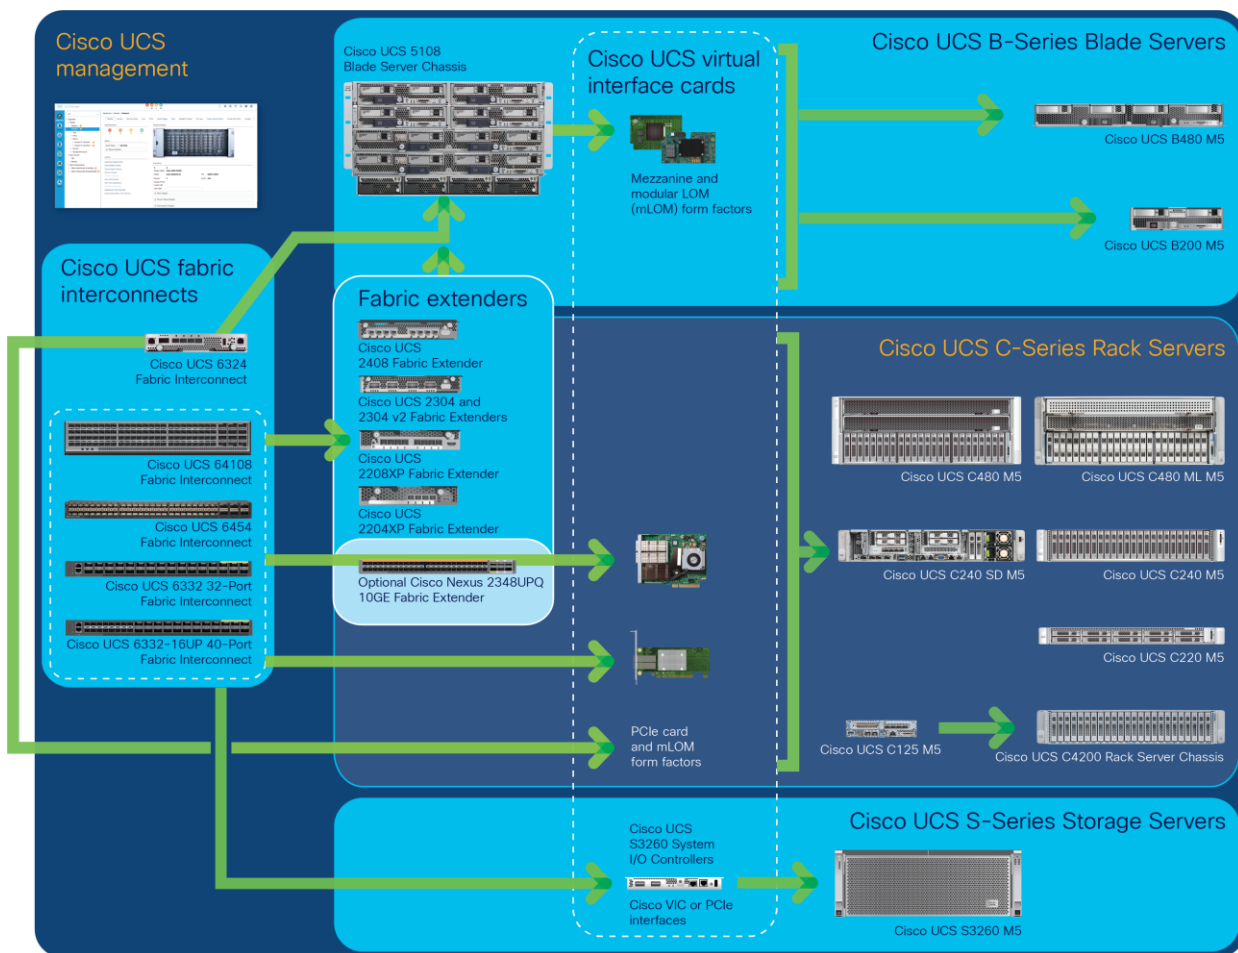 Cisco UCS
management
Cisco UCS 5108
Blade Server Chassis
Cisco UCS virtual
interface cards
Mezzanine and
modular LOM
(mLOM) form factors
Cisco UCS B-Series Blade Servers
Cisco UCS B480 M5
Cisco UCS B200 M5
Cisco UCS fabric
interconnects
Cisco UCS 6324
Fabric Interconnect
Cisco UCS 64108
Fabric Interconnect
Cisco UCS 6454
Fabric Interconnect
Cisco UCS 6332 32-Port
Fabric Interconnect
Cisco UCS 6332-16UP 40-Port
Fabric Interconnect
Fabric extenders
Cisco UCS
2408 Fabric Extender
Cisco UCS 2304 and
2304 v2 Fabric Extenders
Cisco UCS
2208XP Fabric Extender
Cisco UCS
2204XP Fabric Extender
Optional Cisco Nexus 2348UPQ
10GE Fabric Extender
PCIe card
and mLOM
form factors
Cisco UCS C-Series Rack Servers
Cisco UCS C480 M5
Cisco UCS C480 ML M5
Cisco UCS C240 SD M5
Cisco UCS C240 M5
Cisco UCS C220 M5
Cisco UCS C125 M5
Cisco UCS C4200 Rack Server Chassis
Cisco UCS S-Series Storage Servers
Cisco UCS
S3260 System
I/O Controllers
Cisco VIC or PCIe
interfaces
Cisco UCS S3260 M5